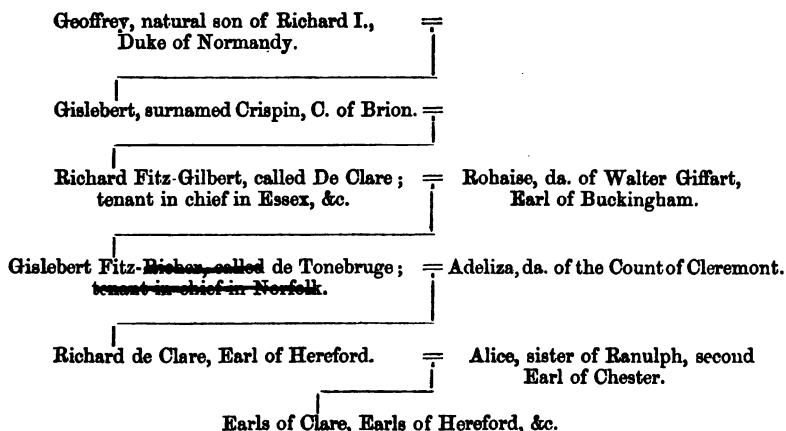 Geoffrey, natural son of Richard I., =
Duke of Normandy.
Gislebert, surnamed Crispin, C. of Brion. =
Richard Fitz-Gilbert, called De Clare; = Rohaise, da. of Walter Giffart,
tenant in chief in Essex, &c. Earl of Buckingham.
Gislebert Fitz-Richer, called de Tonebruge; = Adeliza, da. of the Count of Cleremont.
tenant in chief in Norfolk.
Richard de Clare, Earl of Hereford. = Alice, sister of Ranulph, second
Earl of Chester.
Earls of Clare, Earls of Hereford, &c.